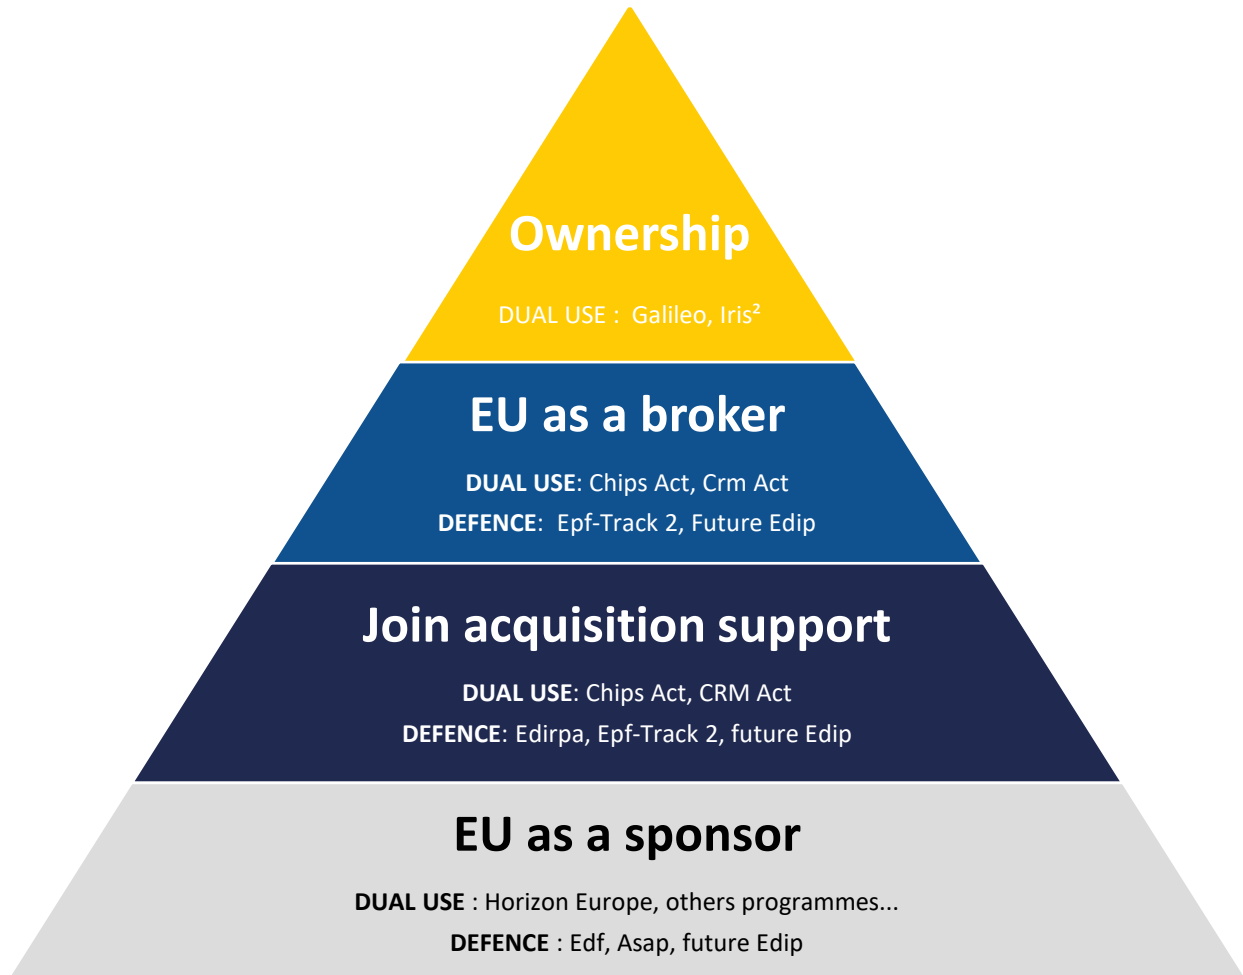 Ownership
DUAL USE : Galileo, Iris²
EU as a broker
DUAL USE: Chips Act, Crm Act
DEFENCE: Epf-Track 2, Future Edip
Join acquisition support
DUAL USE: Chips Act, CRM Act
DEFENCE: Edirpa, Epf-Track 2, future Edip
EU as a sponsor
DUAL USE : Horizon Europe, others programmes...
DEFENCE : Edf, Asap, future Edip